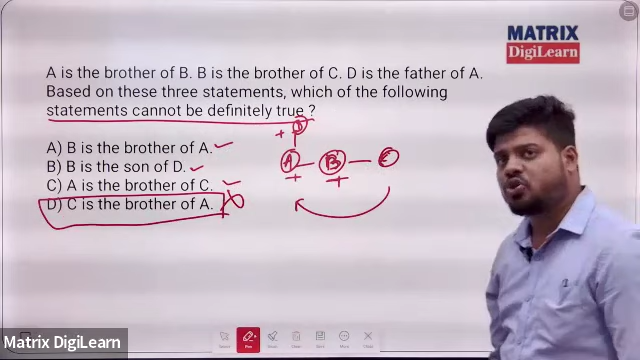 MATRIX
DigiLearn
A is the brother of B. B is the brother of C. D is the father of A.
Based on these three statements, which of the following
statements cannot be definitely true ?
A) B is the brother of A.
B) B is the son of D.
C) A is the brother of C.
D) C is the brother of A.
+ D
A B C
+ +
Matrix DigiLearn